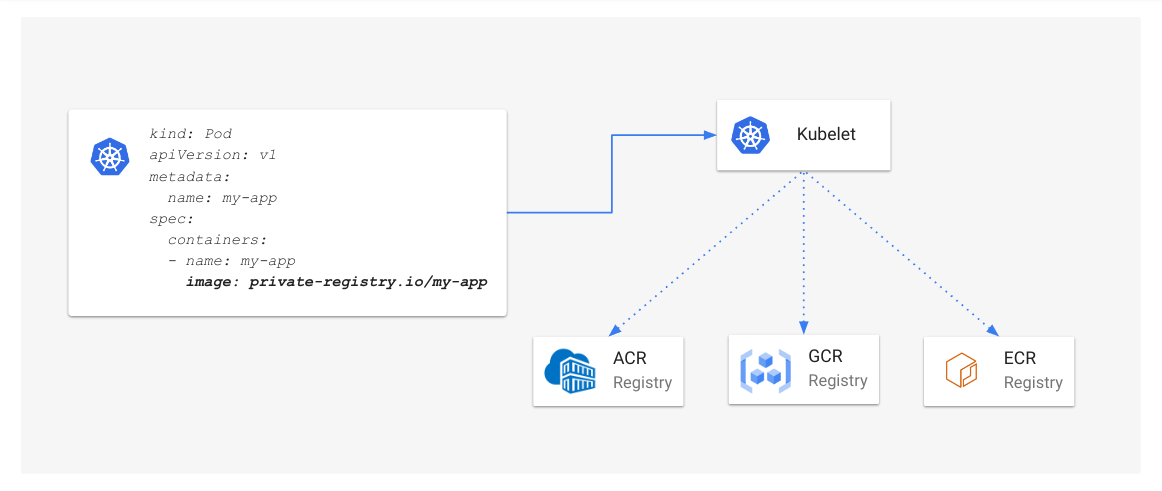 kind: Pod
apiVersion: v1
metadata:
  name: my-app
spec:
  containers:
  - name: my-app
    image: private-registry.io/my-app
Kubelet
ACR
Registry
GCR
Registry
ECR
Registry